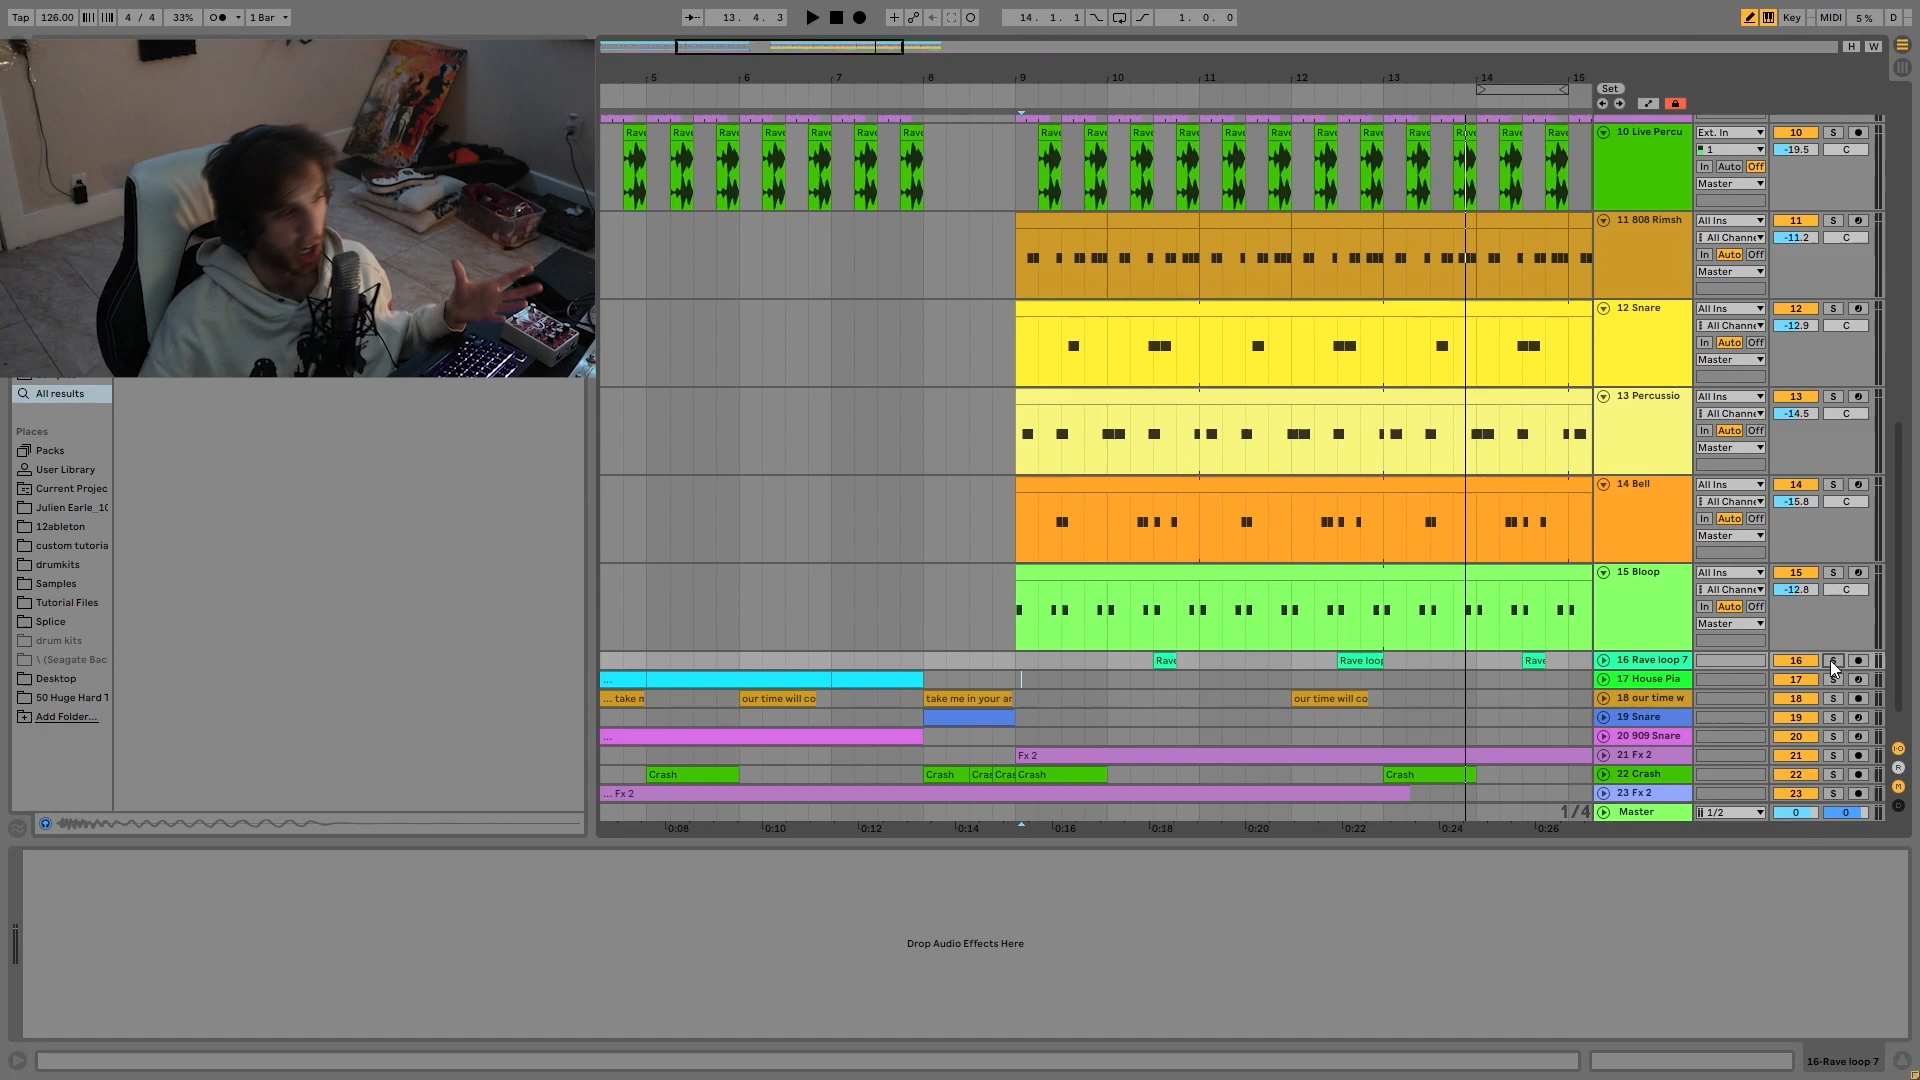 Tap 126.00 4 / 4 33% 1 Bar 13. 4. 3 14. 1. 1 1. 0. 0 Key MIDI 5 % D
H W
5 6 7 8 9 10 11 12 13 14 15
Set
Rave Rave Rave Rave Rave Rave Rave Rave Rave Rave Rave Rave Rave Rave Rave Rave Rave Rave Rave
10 Live Percu Ext. In 10 S
1 -19.5 C
In Auto Off
Master
11 808 Rimsh All Ins 11 S
All Channe -11.2 C
In Auto Off
Master
12 Snare All Ins 12 S
All Channe -12.9 C
In Auto Off
Master
All results
Places
Packs
User Library
Current Projec
Julien Earle_10
12ableton
custom tutoria
drumkits
Samples
Tutorial Files
Splice
drum kits
\ (Seagate Bac
Desktop
50 Huge Hard T
Add Folder...
13 Percussio All Ins 13 S
All Channe -14.5 C
In Auto Off
Master
14 Bell All Ins 14 S
All Channe -15.8 C
In Auto Off
Master
15 Bloop All Ins 15 S
All Channe -12.8 C
In Auto Off
Master
Rave Rave loop Rave 16 Rave loop 7 16 S
... 17 House Pia 17 S
... take m our time will co take me in your ar our time will co 18 our time w 18 S
19 Snare 19 S
... 20 909 Snare 20 S
Fx 2 21 Fx 2 21 S
Crash Crash Cras Cras Crash Crash 22 Crash 22 S
... Fx 2 23 Fx 2 23 S
1/4 Master 1/2 0 0
0:08 0:10 0:12 0:14 0:16 0:18 0:20 0:22 0:24 0:26
Drop Audio Effects Here
16-Rave loop 7